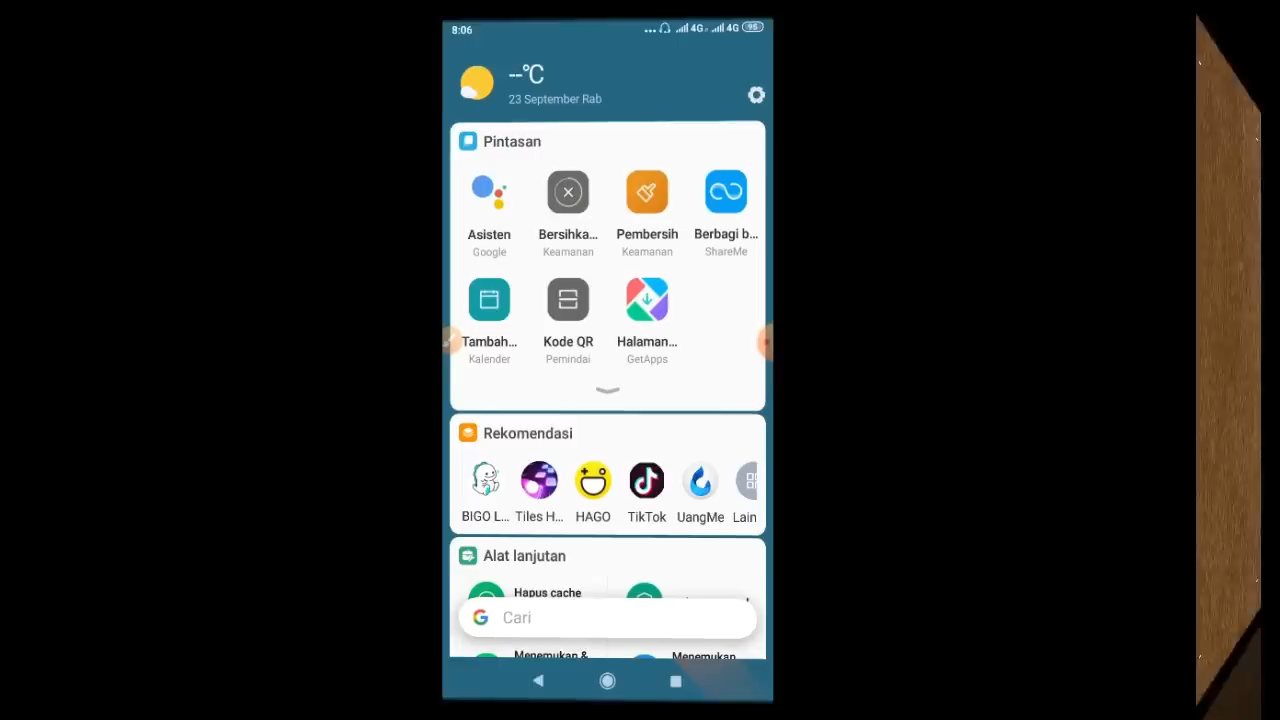 8:06
4G 4G 95
--°C
23 September Rab
Pintasan
Asisten Bersihka... Pembersih Berbagi b...
Google Keamanan Keamanan ShareMe
Tambah... Kode QR Halaman...
Kalender Pemindai GetApps
Rekomendasi
BIGO L... Tiles H... HAGO TikTok UangMe Lain
Alat lanjutan
Hapus cache
G Cari
Menemukan & Menemukan